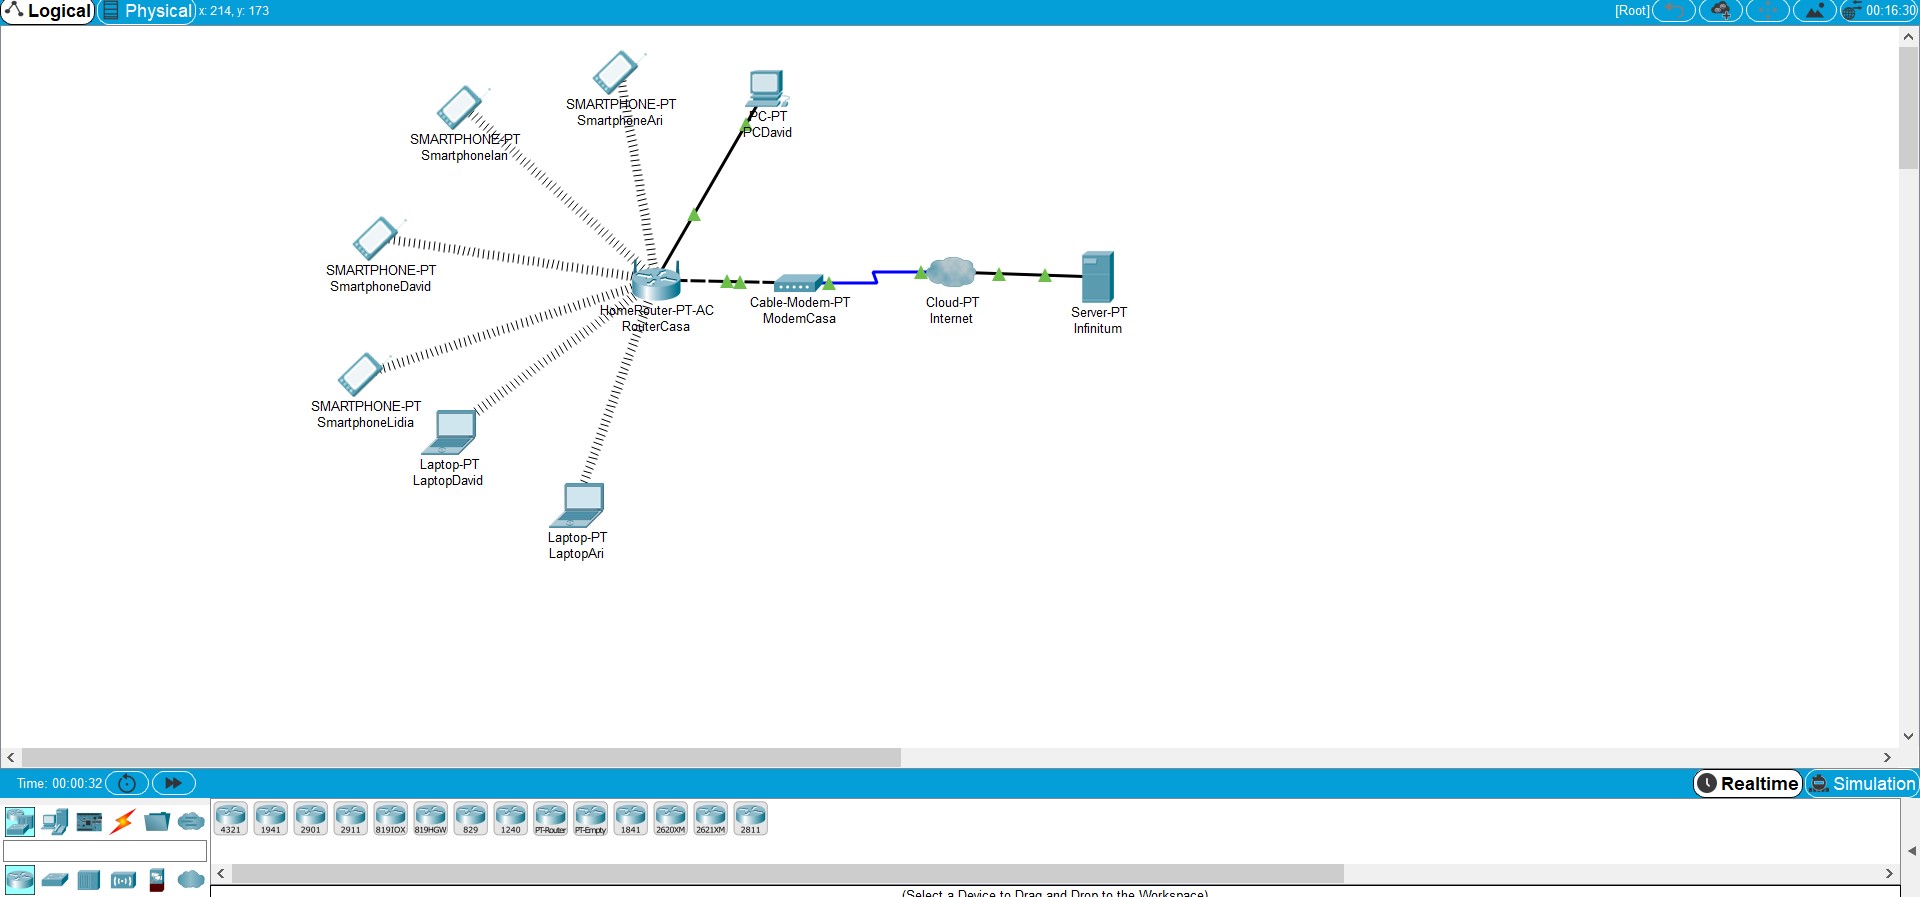 Logical Physical x: 214, y: 173 [Root] 00:16:30
SMARTPHONE-PT
SmartphoneAri
PC-PT
PCDavid
SMARTPHONE-PT
SmartphoneIan
SMARTPHONE-PT
SmartphoneDavid
HomeRouter-PT-AC
RouterCasa
Cable-Modem-PT
ModemCasa
Cloud-PT
Internet
Server-PT
Infinitum
SMARTPHONE-PT
SmartphoneLidia
Laptop-PT
LaptopDavid
Laptop-PT
LaptopAri
Time: 00:00:32 Realtime Simulation
4321 1941 2901 2911 819IOX 819HGW 829 1240 PT-Router PT-Empty 1841 2620XM 2621XM 2811
(Select a Device to Drag and Drop to the Workspace)